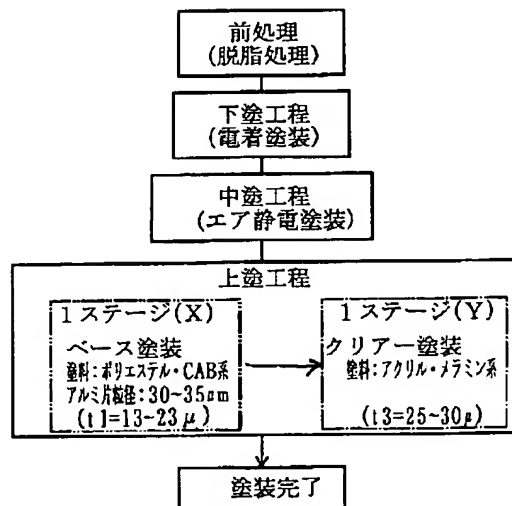 前処理
(脱脂処理)
下塗工程
(電着塗装)
中塗工程
(エア静電塗装)
上塗工程
1ステージ(X)
ベース塗装
塗料:ポリエステル・CAB系
アルミ片粒径:30~35μm
(t1=13~23μ)
1ステージ(Y)
クリアー塗装
塗料:アクリル・メラミン系
(t3=25~30μ)
塗装完了